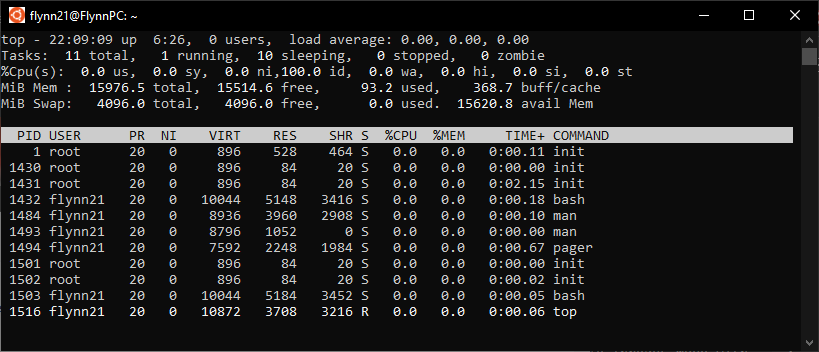 flynn21@FlynnPC: ~
top - 22:09:09 up  6:26,  0 users,  load average: 0.00, 0.00, 0.00
Tasks:  11 total,   1 running,  10 sleeping,   0 stopped,   0 zombie
%Cpu(s):  0.0 us,  0.0 sy,  0.0 ni,100.0 id,  0.0 wa,  0.0 hi,  0.0 si,  0.0 st
MiB Mem :  15976.5 total,  15514.6 free,     93.2 used,    368.7 buff/cache
MiB Swap:   4096.0 total,   4096.0 free,      0.0 used.  15620.8 avail Mem
  PID USER      PR  NI    VIRT    RES    SHR S  %CPU  %MEM     TIME+ COMMAND
    1 root      20   0     896    528    464 S   0.0   0.0   0:00.11 init
 1430 root      20   0     896     84     20 S   0.0   0.0   0:00.00 init
 1431 root      20   0     896     84     20 S   0.0   0.0   0:02.15 init
 1432 flynn21   20   0   10044   5148   3416 S   0.0   0.0   0:00.18 bash
 1484 flynn21   20   0    8936   3960   2908 S   0.0   0.0   0:00.10 man
 1493 flynn21   20   0    8796   1052      0 S   0.0   0.0   0:00.00 man
 1494 flynn21   20   0    7592   2248   1984 S   0.0   0.0   0:00.67 pager
 1501 root      20   0     896     84     20 S   0.0   0.0   0:00.00 init
 1502 root      20   0     896     84     20 S   0.0   0.0   0:00.02 init
 1503 flynn21   20   0   10044   5184   3452 S   0.0   0.0   0:00.05 bash
 1516 flynn21   20   0   10872   3708   3216 R   0.0   0.0   0:00.06 top